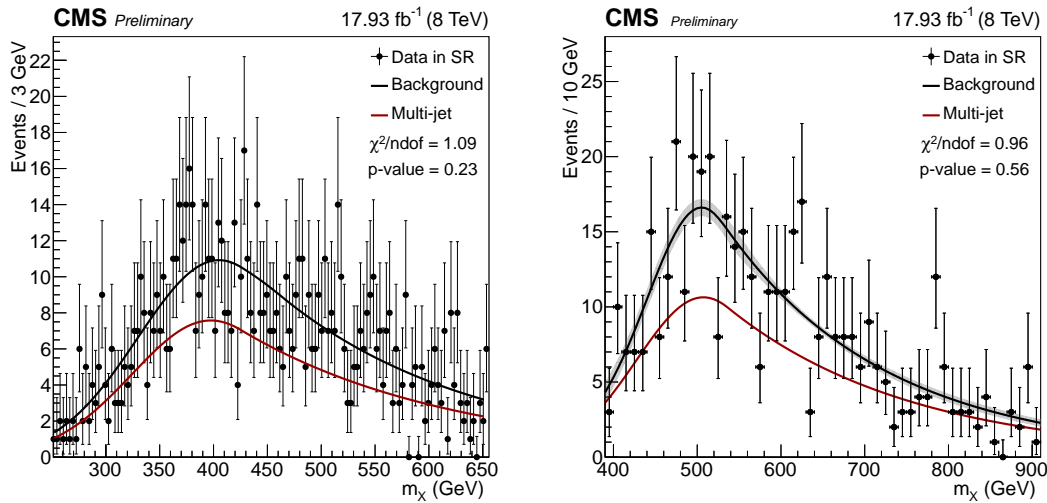 CMS Preliminary 17.93 fb⁻¹ (8 TeV)
Events / 3 GeV
22
20
18
16
14
12
10
8
6
4
2
0
Data in SR
Background
Multi-jet
χ²/ndof = 1.09
p-value = 0.23
300 350 400 450 500 550 600 650
m_X (GeV)
CMS Preliminary 17.93 fb⁻¹ (8 TeV)
Events / 10 GeV
25
20
15
10
5
0
Data in SR
Background
Multi-jet
χ²/ndof = 0.96
p-value = 0.56
400 500 600 700 800 900
m_X (GeV)